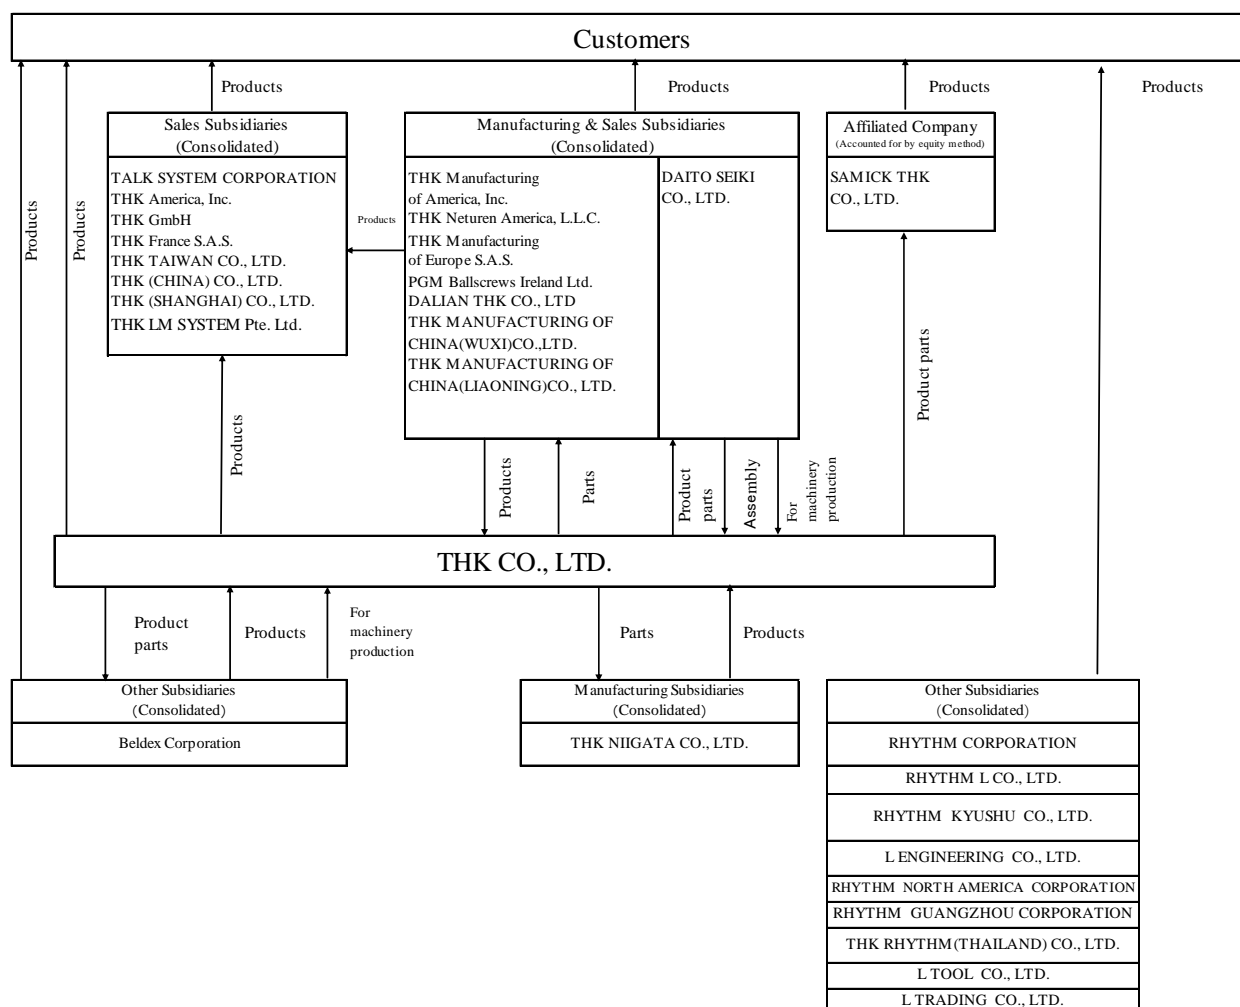 Customers
Products
Products
Products
Products
Products
Products
Sales Subsidiaries
(Consolidated)
TALK SYSTEM CORPORATION
THK America, Inc.
THK GmbH
THK France S.A.S.
THK TAIWAN CO., LTD.
THK (CHINA) CO., LTD.
THK (SHANGHAI) CO., LTD.
THK LM SYSTEM Pte. Ltd.
Products
Manufacturing & Sales Subsidiaries
(Consolidated)
THK Manufacturing
of America, Inc.
THK Neturen America, L.L.C.
THK Manufacturing
of Europe S.A.S.
PGM Ballscrews Ireland Ltd.
DALIAN THK CO., LTD
THK MANUFACTURING OF
CHINA(WUXI)CO.,LTD.
THK MANUFACTURING OF
CHINA(LIAONING)CO., LTD.
DAITO SEIKI
CO., LTD.
Affiliated Company
(Accounted for by equity method)
SAMICK THK
CO., LTD.
Products
Products
Parts
Product
parts
Assembly
For
machinery
production
Product parts
THK CO., LTD.
Product
parts
Products
For
machinery
production
Parts
Products
Other Subsidiaries
(Consolidated)
Beldex Corporation
Manufacturing Subsidiaries
(Consolidated)
THK NIIGATA CO., LTD.
Other Subsidiaries
(Consolidated)
RHYTHM CORPORATION
RHYTHM L CO., LTD.
RHYTHM KYUSHU CO., LTD.
L ENGINEERING CO., LTD.
RHYTHM NORTH AMERICA CORPORATION
RHYTHM GUANGZHOU CORPORATION
THK RHYTHM(THAILAND) CO., LTD.
L TOOL CO., LTD.
L TRADING CO., LTD.